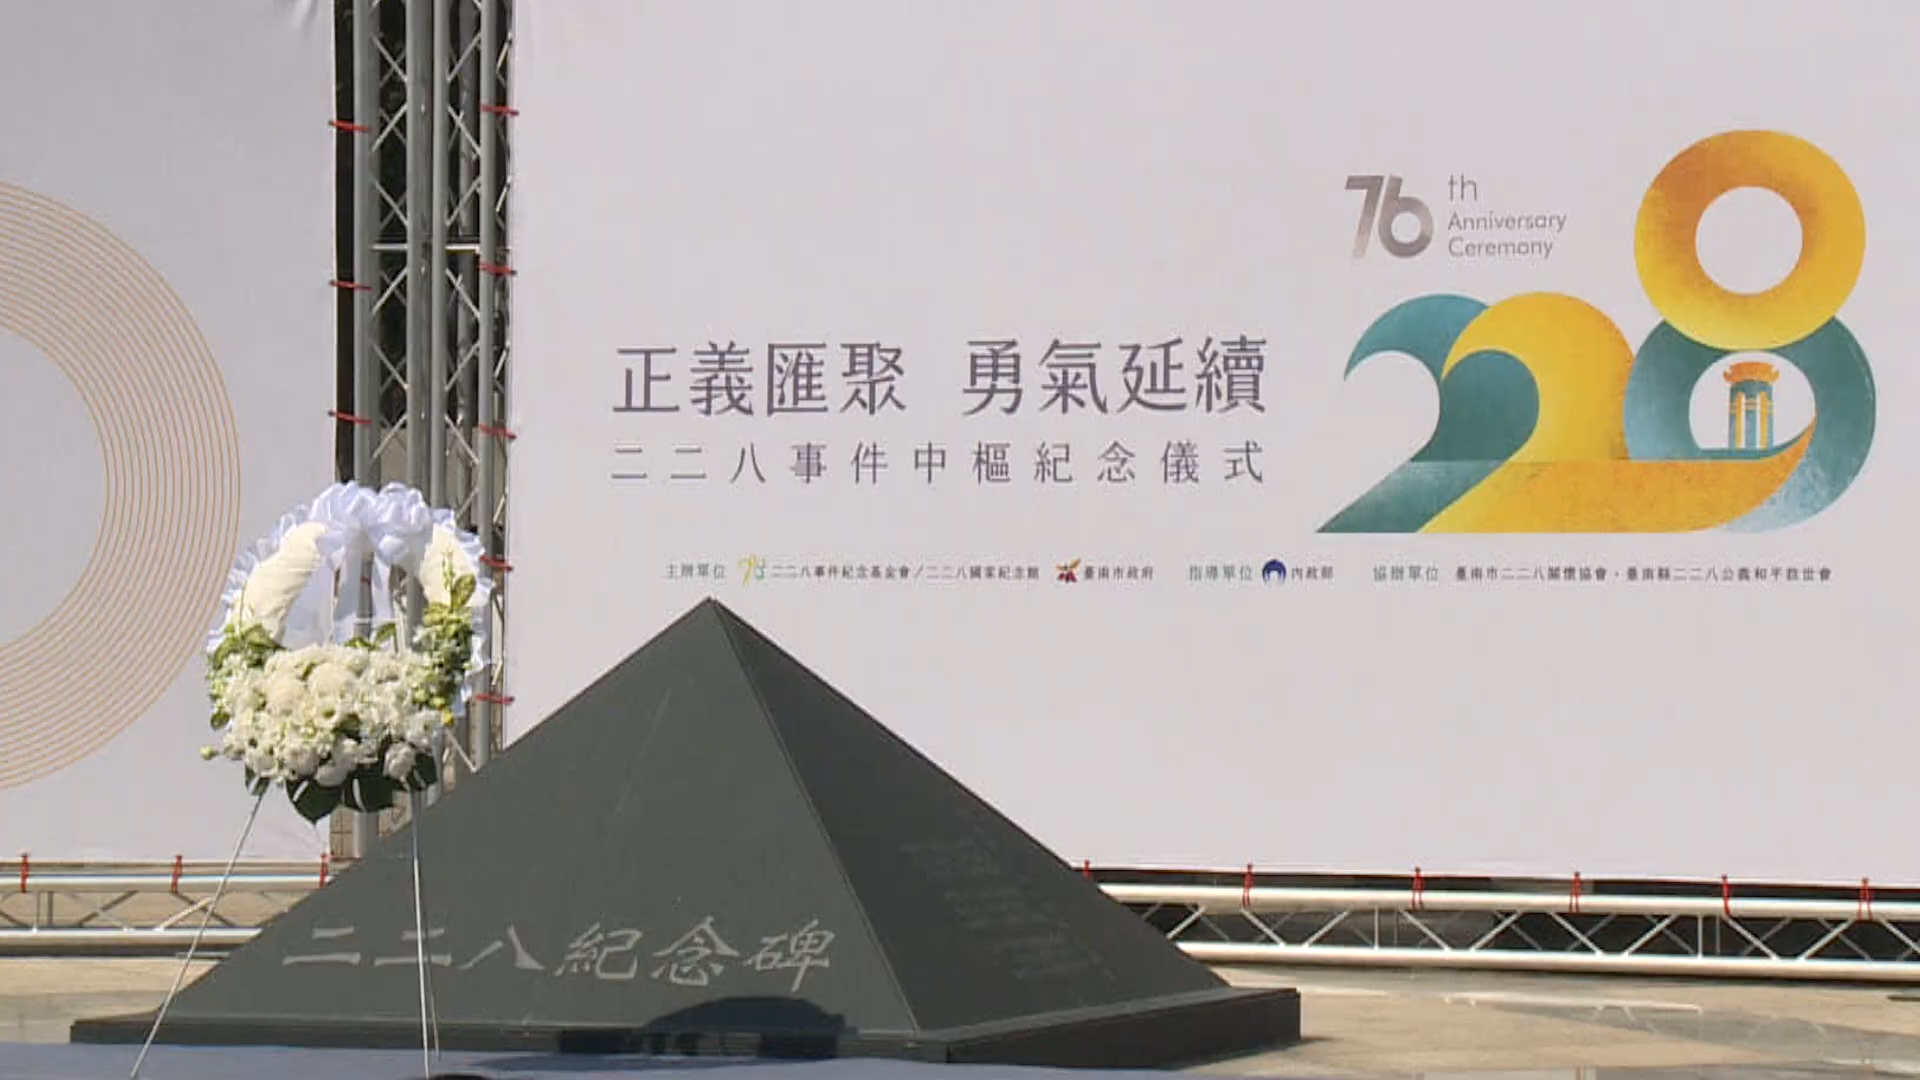 76 th
Anniversary
Ceremony
228
正義匯聚 勇氣延續
二二八事件中樞紀念儀式
主辦單位 二二八事件紀念基金會/二二八國家紀念館 臺南市政府 指導單位 內政部 協辦單位 臺南市二二八關懷協會・臺南縣二二八公義和平救世會
二二八紀念碑